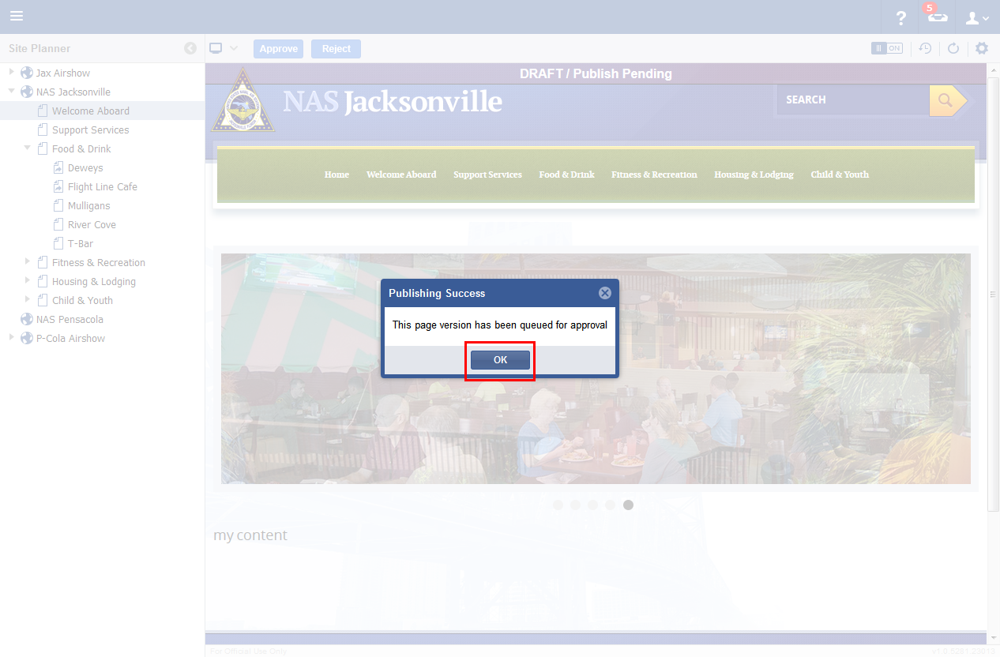 5
Site Planner
Approve
Reject
ON
Jax Airshow
NAS Jacksonville
Welcome Aboard
Support Services
Food & Drink
Deweys
Flight Line Cafe
Mulligans
River Cove
T-Bar
Fitness & Recreation
Housing & Lodging
Child & Youth
NAS Pensacola
P-Cola Airshow
DRAFT / Publish Pending
NAS Jacksonville
SEARCH
Home Welcome Aboard Support Services Food & Drink Fitness & Recreation Housing & Lodging Child & Youth
Publishing Success
This page version has been queued for approval
OK
my content
For Official Use Only